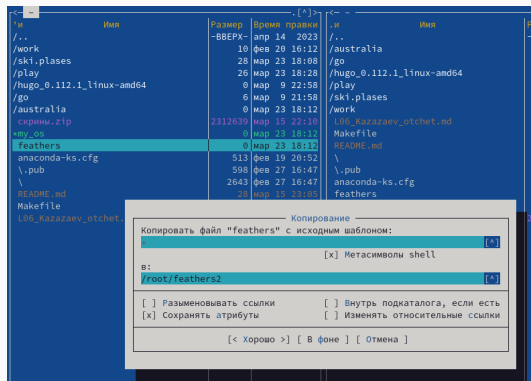 <- ~ .[^]>
'и Имя Размер Время правки
/.. -ВВЕРХ- апр 14 2023
/work 10 фев 20 16:12
/ski.plases 28 мар 23 18:08
/play 26 мар 23 18:28
/hugo_0.112.1_linux-amd64 0 мар 9 22:58
/go 6 мар 9 21:58
/australia 0 мар 23 18:12
скрины.zip 2312639 мар 15 22:10
*my_os 0 мар 23 18:12
feathers 0 мар 23 18:12
anaconda-ks.cfg 513 фев 19 20:52
\.pub 598 фев 27 16:47
\ 2643 фев 27 16:47
README.md 28 мар 15 23:05
Makefile
L06_Kazazaev_otchet.
<- ~
.и Имя
/..
/australia
/go
/hugo_0.112.1_linux-amd64
/play
/ski.plases
/work
L06_Kazazaev_otchet.md
Makefile
README.md
\
\.pub
anaconda-ks.cfg
feathers
Копирование
Копировать файл "feathers" с исходным шаблоном:
* [^]
[x] Метасимволы shell
в:
/root/feathers2 [^]
[ ] Разыменовывать ссылки [ ] Внутрь подкаталога, если есть
[x] Сохранять атрибуты [ ] Изменять относительные ссылки
[< Хорошо >] [ В фоне ] [ Отмена ]